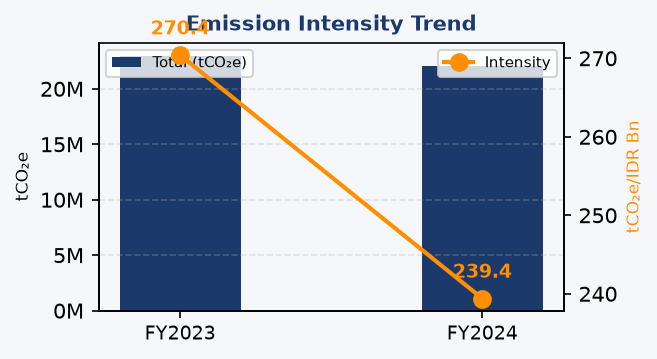 Emission Intensity Trend
270.4
Total (tCO₂e)
Intensity
20M
15M
10M
5M
0M
tCO₂e
270
260
250
240
tCO₂e/IDR Bn
239.4
FY2023
FY2024